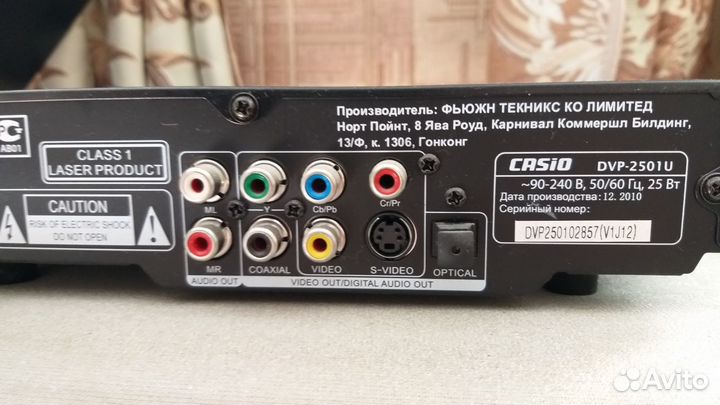 Производитель: ФЬЮЖН ТЕКНИКС КО ЛИМИТЕД
Норт Пойнт, 8 Ява Роуд, Карнивал Коммершл Билдинг,
13/Ф, к. 1306, Гонконг
АВ01
CLASS 1
LASER PRODUCT
CAUTION
RISK OF ELECTRIC SHOCK
DO NOT OPEN
CASIO DVP-2501U
~90-240 В, 50/60 Гц, 25 Вт
Дата производства: 12. 2010
Серийный номер:
DVP250102857(V1J12)
ML Y Cb/Pb Cr/Pr
MR COAXIAL VIDEO S-VIDEO OPTICAL
AUDIO OUT VIDEO OUT/DIGITAL AUDIO OUT
Avito